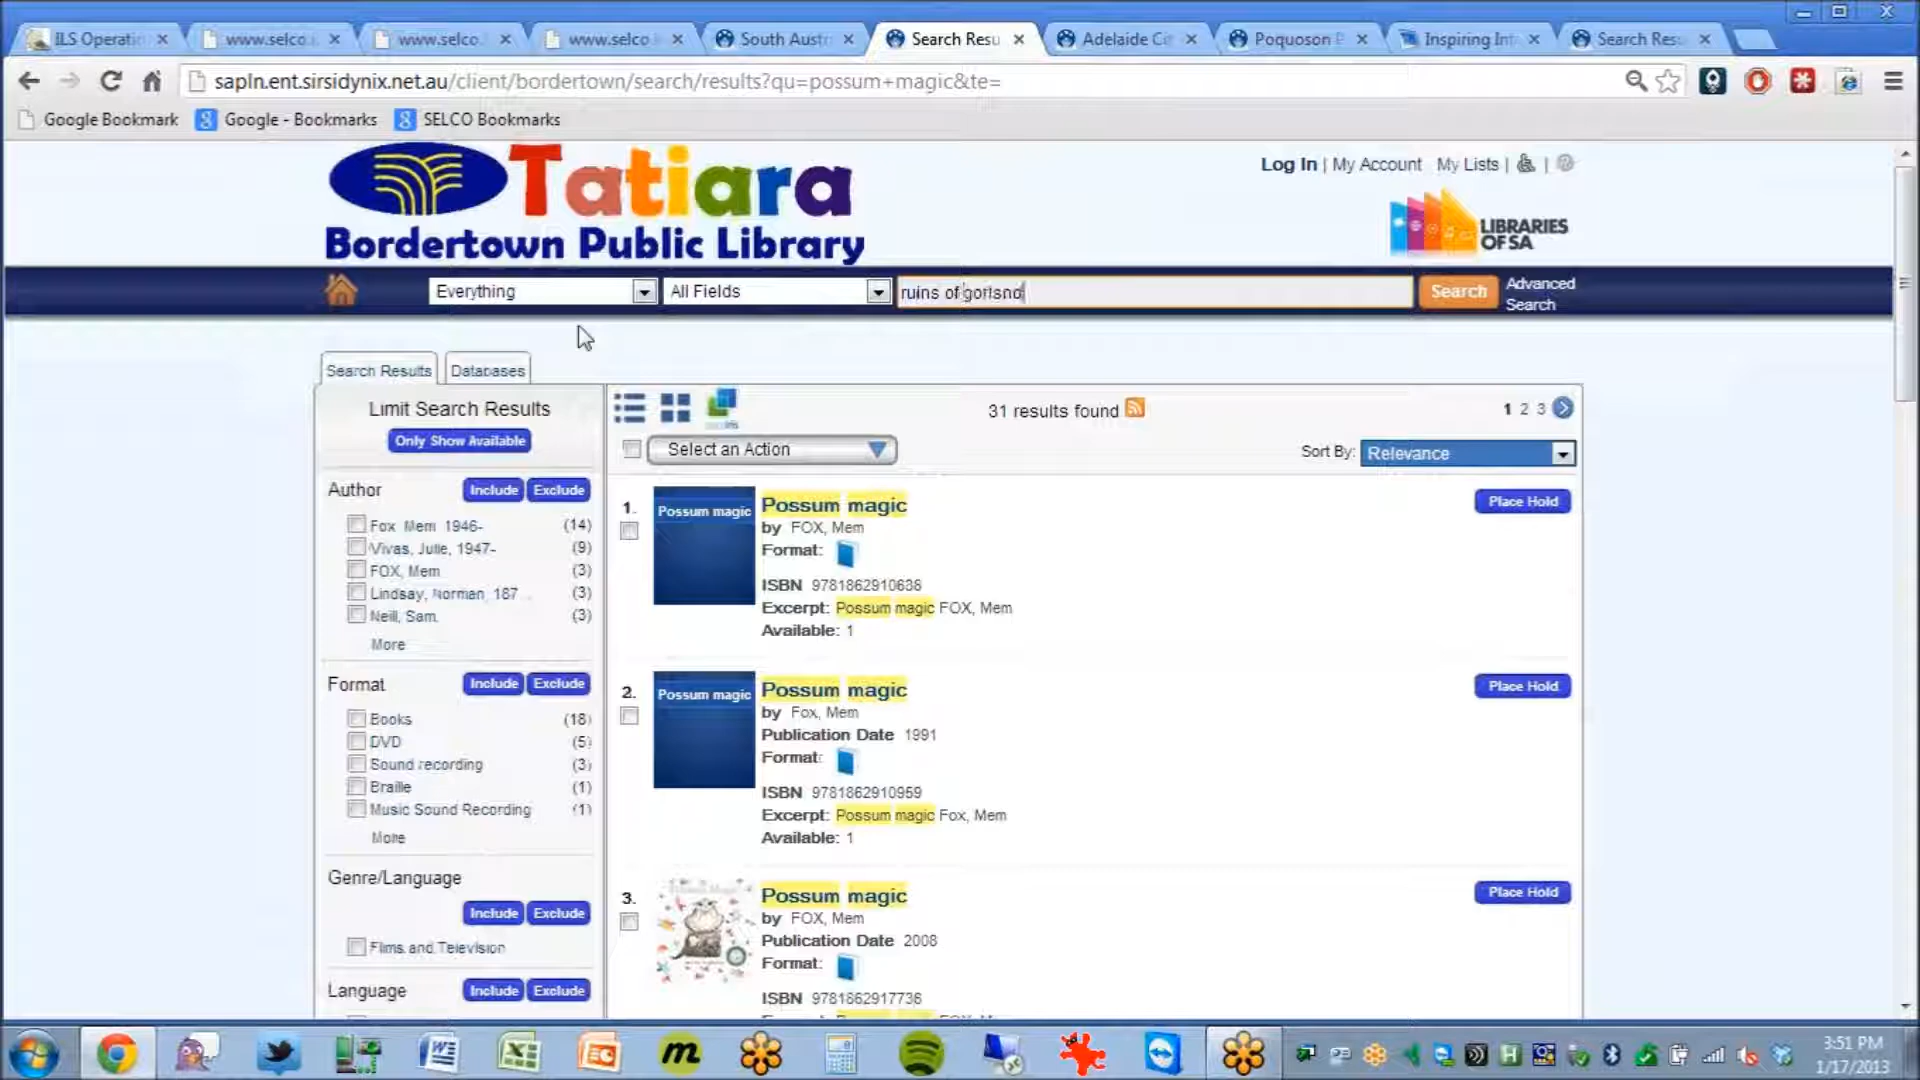 ILS Operati
www.selco.i
www.selco.
www.selco.i
South Austr
Search Resu
Adelaide Ci
Poquoson P
Inspiring Int
Search Resu
sapln.ent.sirsidynix.net.au/client/bordertown/search/results?qu=possum+magic&te=
Google Bookmark
Google - Bookmarks
SELCO Bookmarks
Tatiara
Bordertown Public Library
Log In | My Account My Lists | |
LIBRARIES
OF SA
Everything
All Fields
ruins of gorlsnd
Search
Advanced
Search
Search Results
Databases
Limit Search Results
Only Show Available
Author Include Exclude
Fox, Mem, 1946- (14)
Vivas, Julie, 1947- (9)
FOX, Mem (3)
Lindsay, Norman, 187... (3)
Neill, Sam. (3)
More
Format Include Exclude
Books (18)
DVD (5)
Sound recording (3)
Braille (1)
Music Sound Recording (1)
More
Genre/Language
Include Exclude
Films and Television
Language Include Exclude
31 results found
1 2 3
Select an Action
Sort By: Relevance
1.
Possum magic
Possum magic
by FOX, Mem
Format:
ISBN 9781862910638
Excerpt: Possum magic FOX, Mem
Available: 1
Place Hold
2.
Possum magic
Possum magic
by Fox, Mem
Publication Date 1991
Format:
ISBN 9781862910959
Excerpt: Possum magic Fox, Mem
Available: 1
Place Hold
3.
Possum magic
by FOX, Mem
Publication Date 2008
Format:
ISBN 9781862917736
Place Hold
3:51 PM
1/17/2013